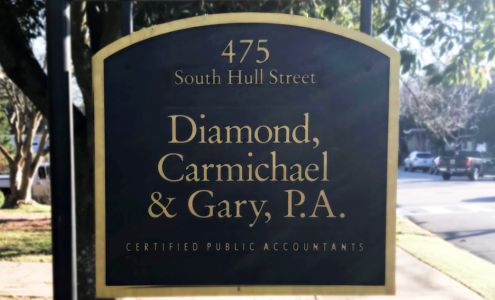 475
South Hull Street
Diamond,
Carmichael
& Gary, P.A.
CERTIFIED PUBLIC ACCOUNTANTS